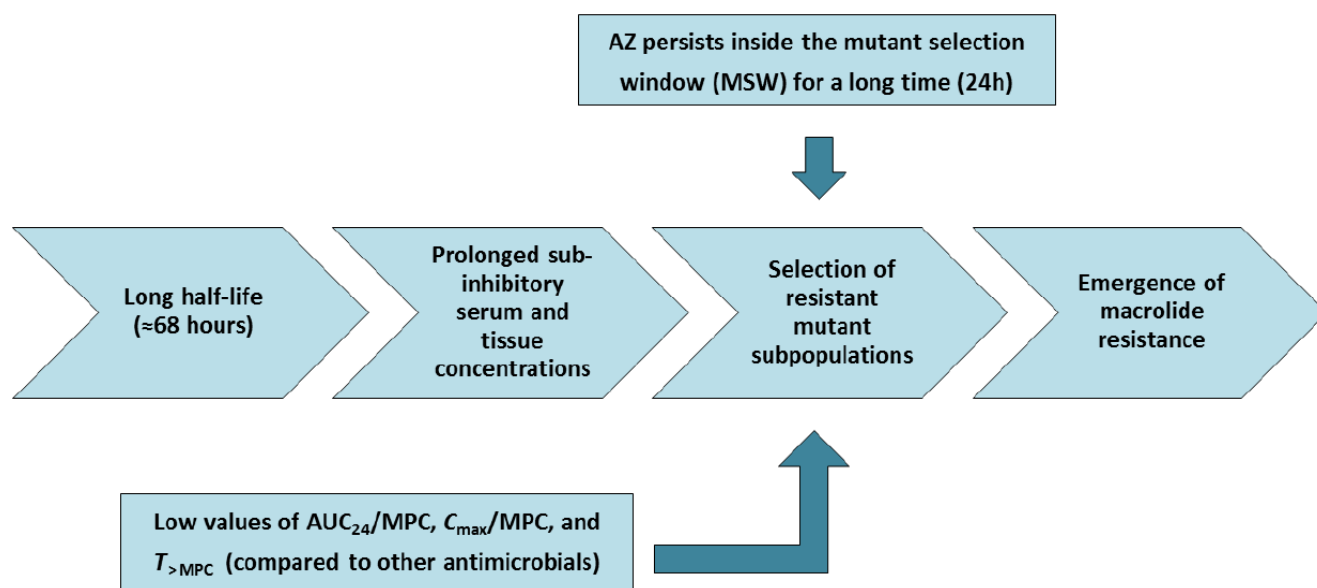 AZ persists inside the mutant selection
window (MSW) for a long time (24h)
Long half-life
(≈68 hours)
Prolonged sub-
inhibitory
serum and
tissue
concentrations
Selection of
resistant
mutant
subpopulations
Emergence of
macrolide
resistance
Low values of AUC₂₄/MPC, Cmax/MPC, and
T>MPC (compared to other antimicrobials)